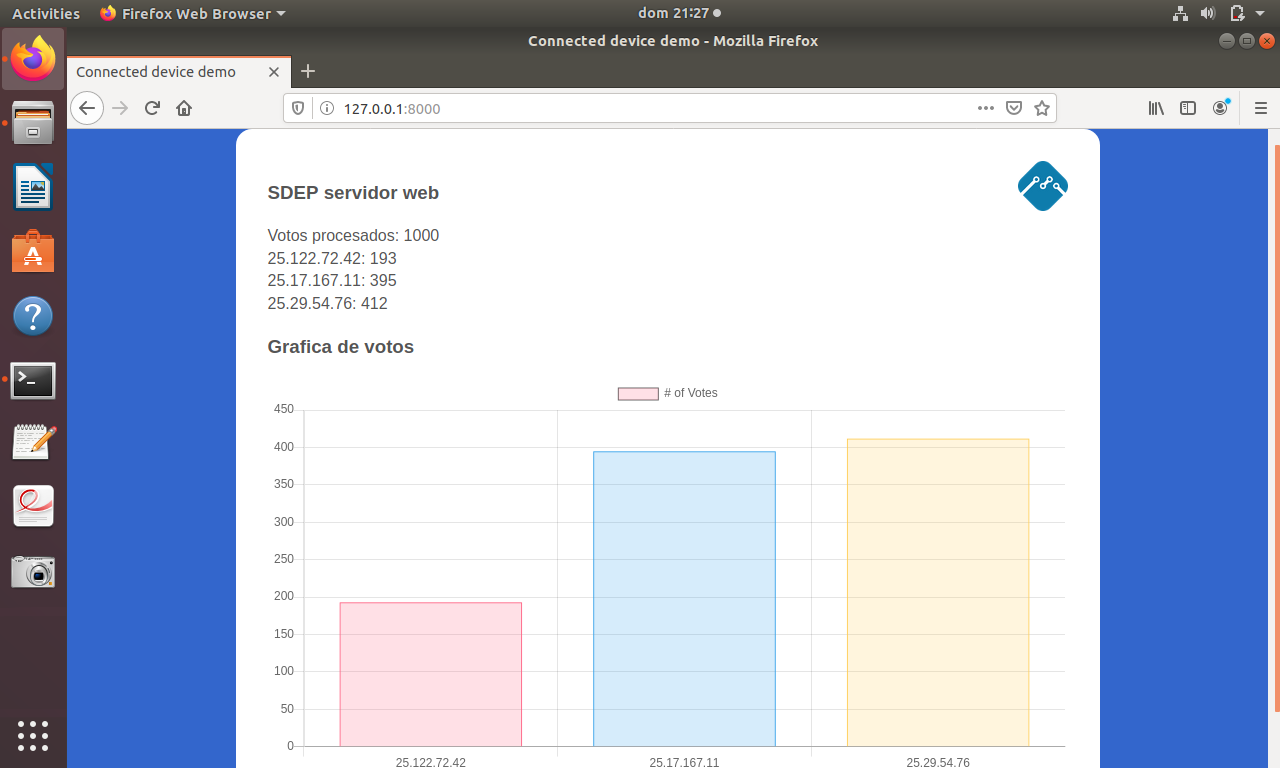 Activities Firefox Web Browser dom 21:27
Connected device demo - Mozilla Firefox
Connected device demo
127.0.0.1:8000
SDEP servidor web
Votos procesados: 1000
25.122.72.42: 193
25.17.167.11: 395
25.29.54.76: 412
Grafica de votos
# of Votes
450
400
350
300
250
200
150
100
50
0
25.122.72.42 25.17.167.11 25.29.54.76